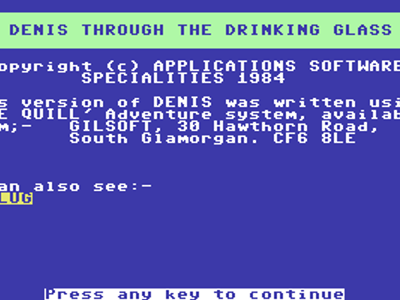 DENIS THROUGH THE DRINKING GLASS
opyright (c) APPLICATIONS SOFTWARE
SPECIALITIES 1984
s version of DENIS was written usi
E QUILL, Adventure system, availab
m;- GILSOFT, 30 Hawthorn Road,
South Glamorgan. CF6 8LE
an also see:-
LUG
Press any key to continue